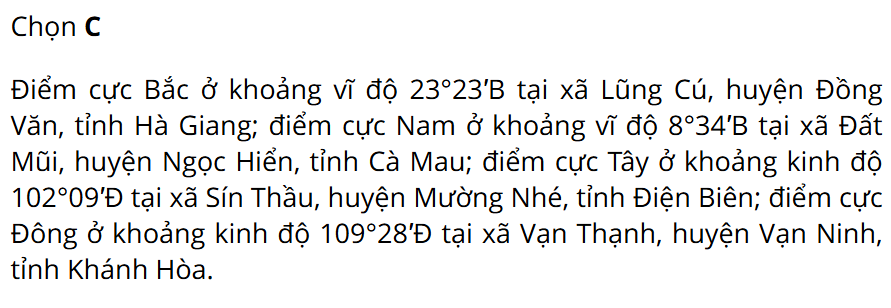 Chọn C
Điểm cực Bắc ở khoảng vĩ độ 23°23'B tại xã Lũng Cú, huyện Đồng
Văn, tỉnh Hà Giang; điểm cực Nam ở khoảng vĩ độ 8°34'B tại xã Đất
Mũi, huyện Ngọc Hiển, tỉnh Cà Mau; điểm cực Tây ở khoảng kinh độ
102°09'Đ tại xã Sín Thầu, huyện Mường Nhé, tỉnh Điện Biên; điểm cực
Đông ở khoảng kinh độ 109°28'Đ tại xã Vạn Thạnh, huyện Vạn Ninh,
tỉnh Khánh Hòa.